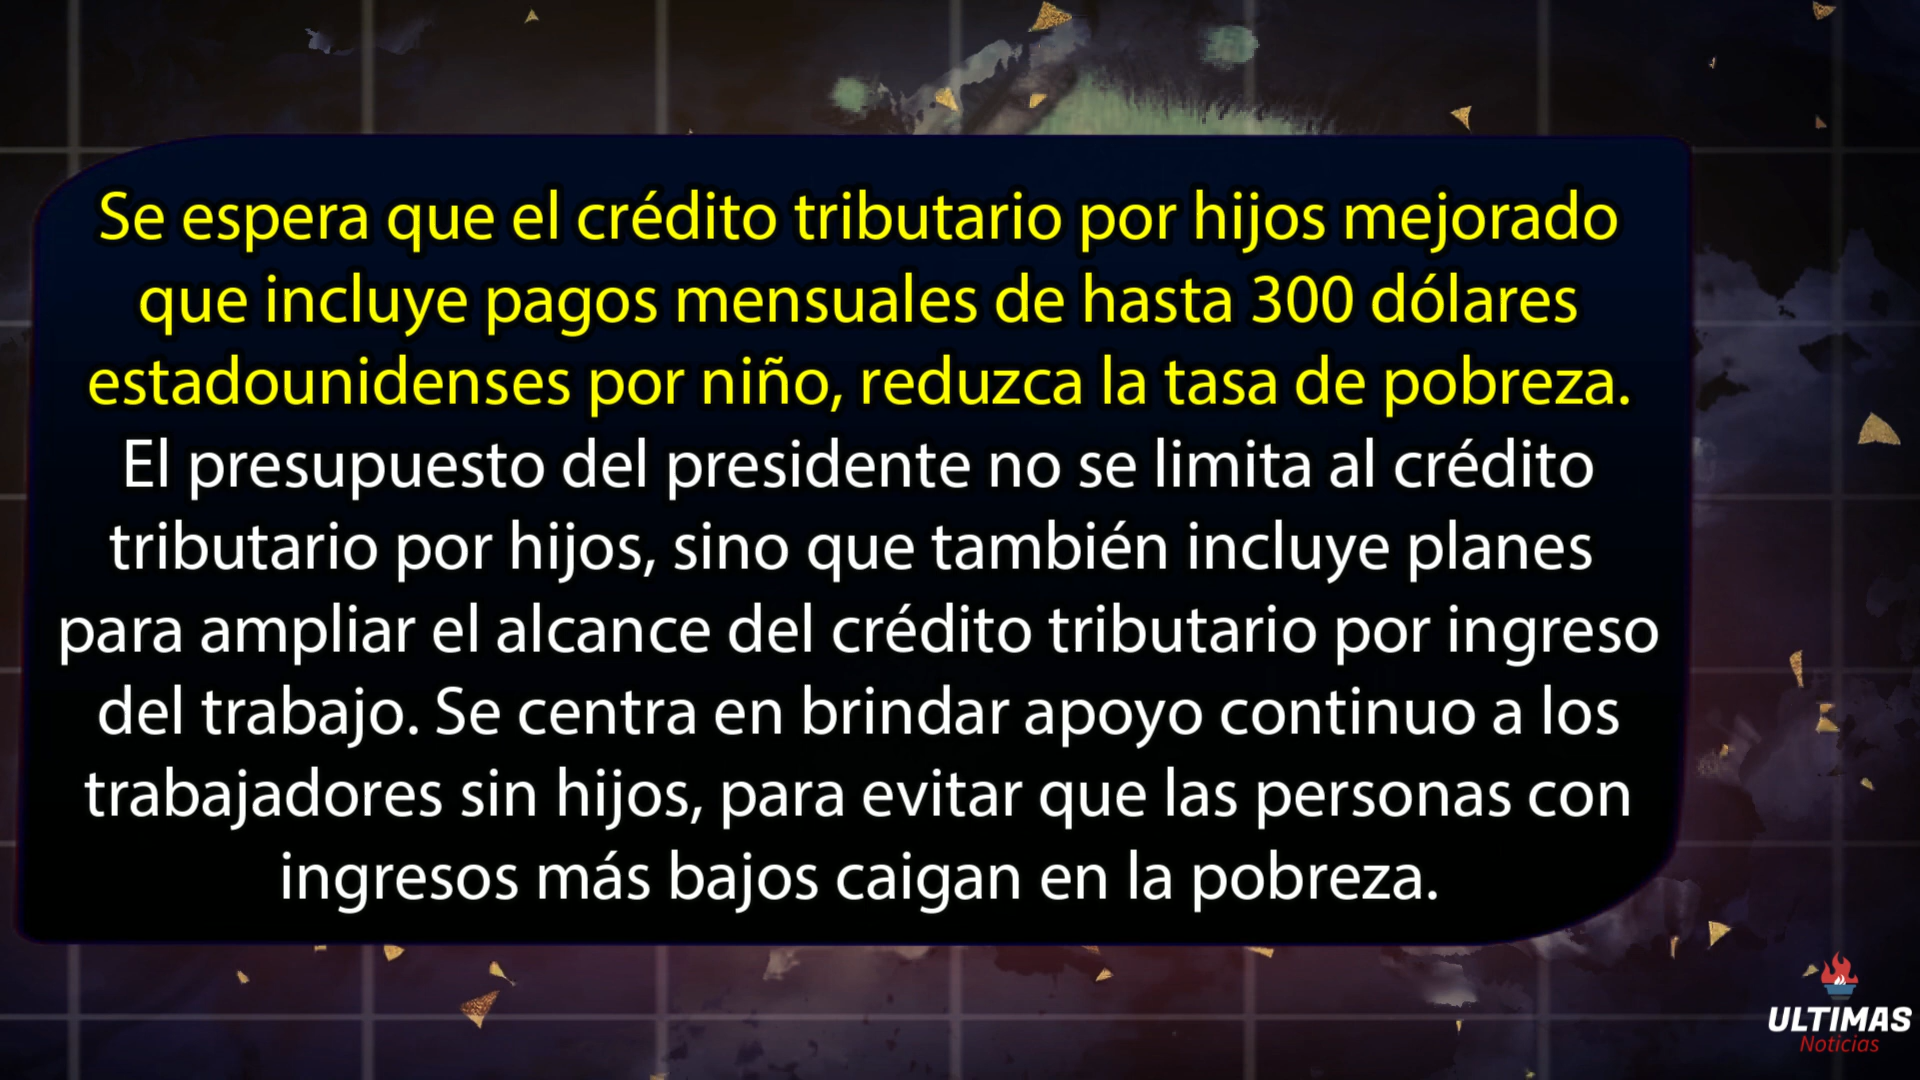 Se espera que el crédito tributario por hijos mejorado
que incluye pagos mensuales de hasta 300 dólares
estadounidenses por niño, reduzca la tasa de pobreza.
El presupuesto del presidente no se limita al crédito
tributario por hijos, sino que también incluye planes
para ampliar el alcance del crédito tributario por ingreso
del trabajo. Se centra en brindar apoyo continuo a los
trabajadores sin hijos, para evitar que las personas con
ingresos más bajos caigan en la pobreza.
ULTIMAS
Noticias